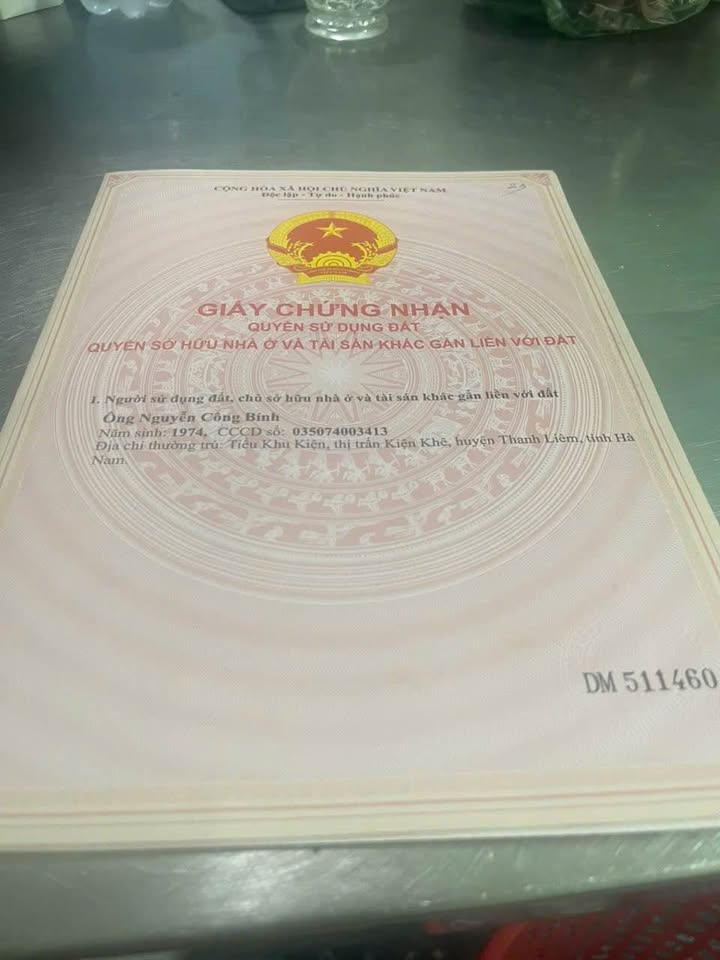 CỘNG HÒA XÃ HỘI CHỦ NGHĨA VIỆT NAM
Độc lập - Tự do - Hạnh phúc
GIẤY CHỨNG NHẬN
QUYỀN SỬ DỤNG ĐẤT
QUYỀN SỞ HỮU NHÀ Ở VÀ TÀI SẢN KHÁC GẮN LIỀN VỚI ĐẤT
I. Người sử dụng đất, chủ sở hữu nhà ở và tài sản khác gắn liền với đất
Ông Nguyễn Công Bính
Năm sinh: 1974, CCCD số: 035074003413
Địa chỉ thường trú: Tiểu Khu Kiện, thị trấn Kiện Khê, huyện Thanh Liêm, tỉnh Hà
Nam.
DM 511460